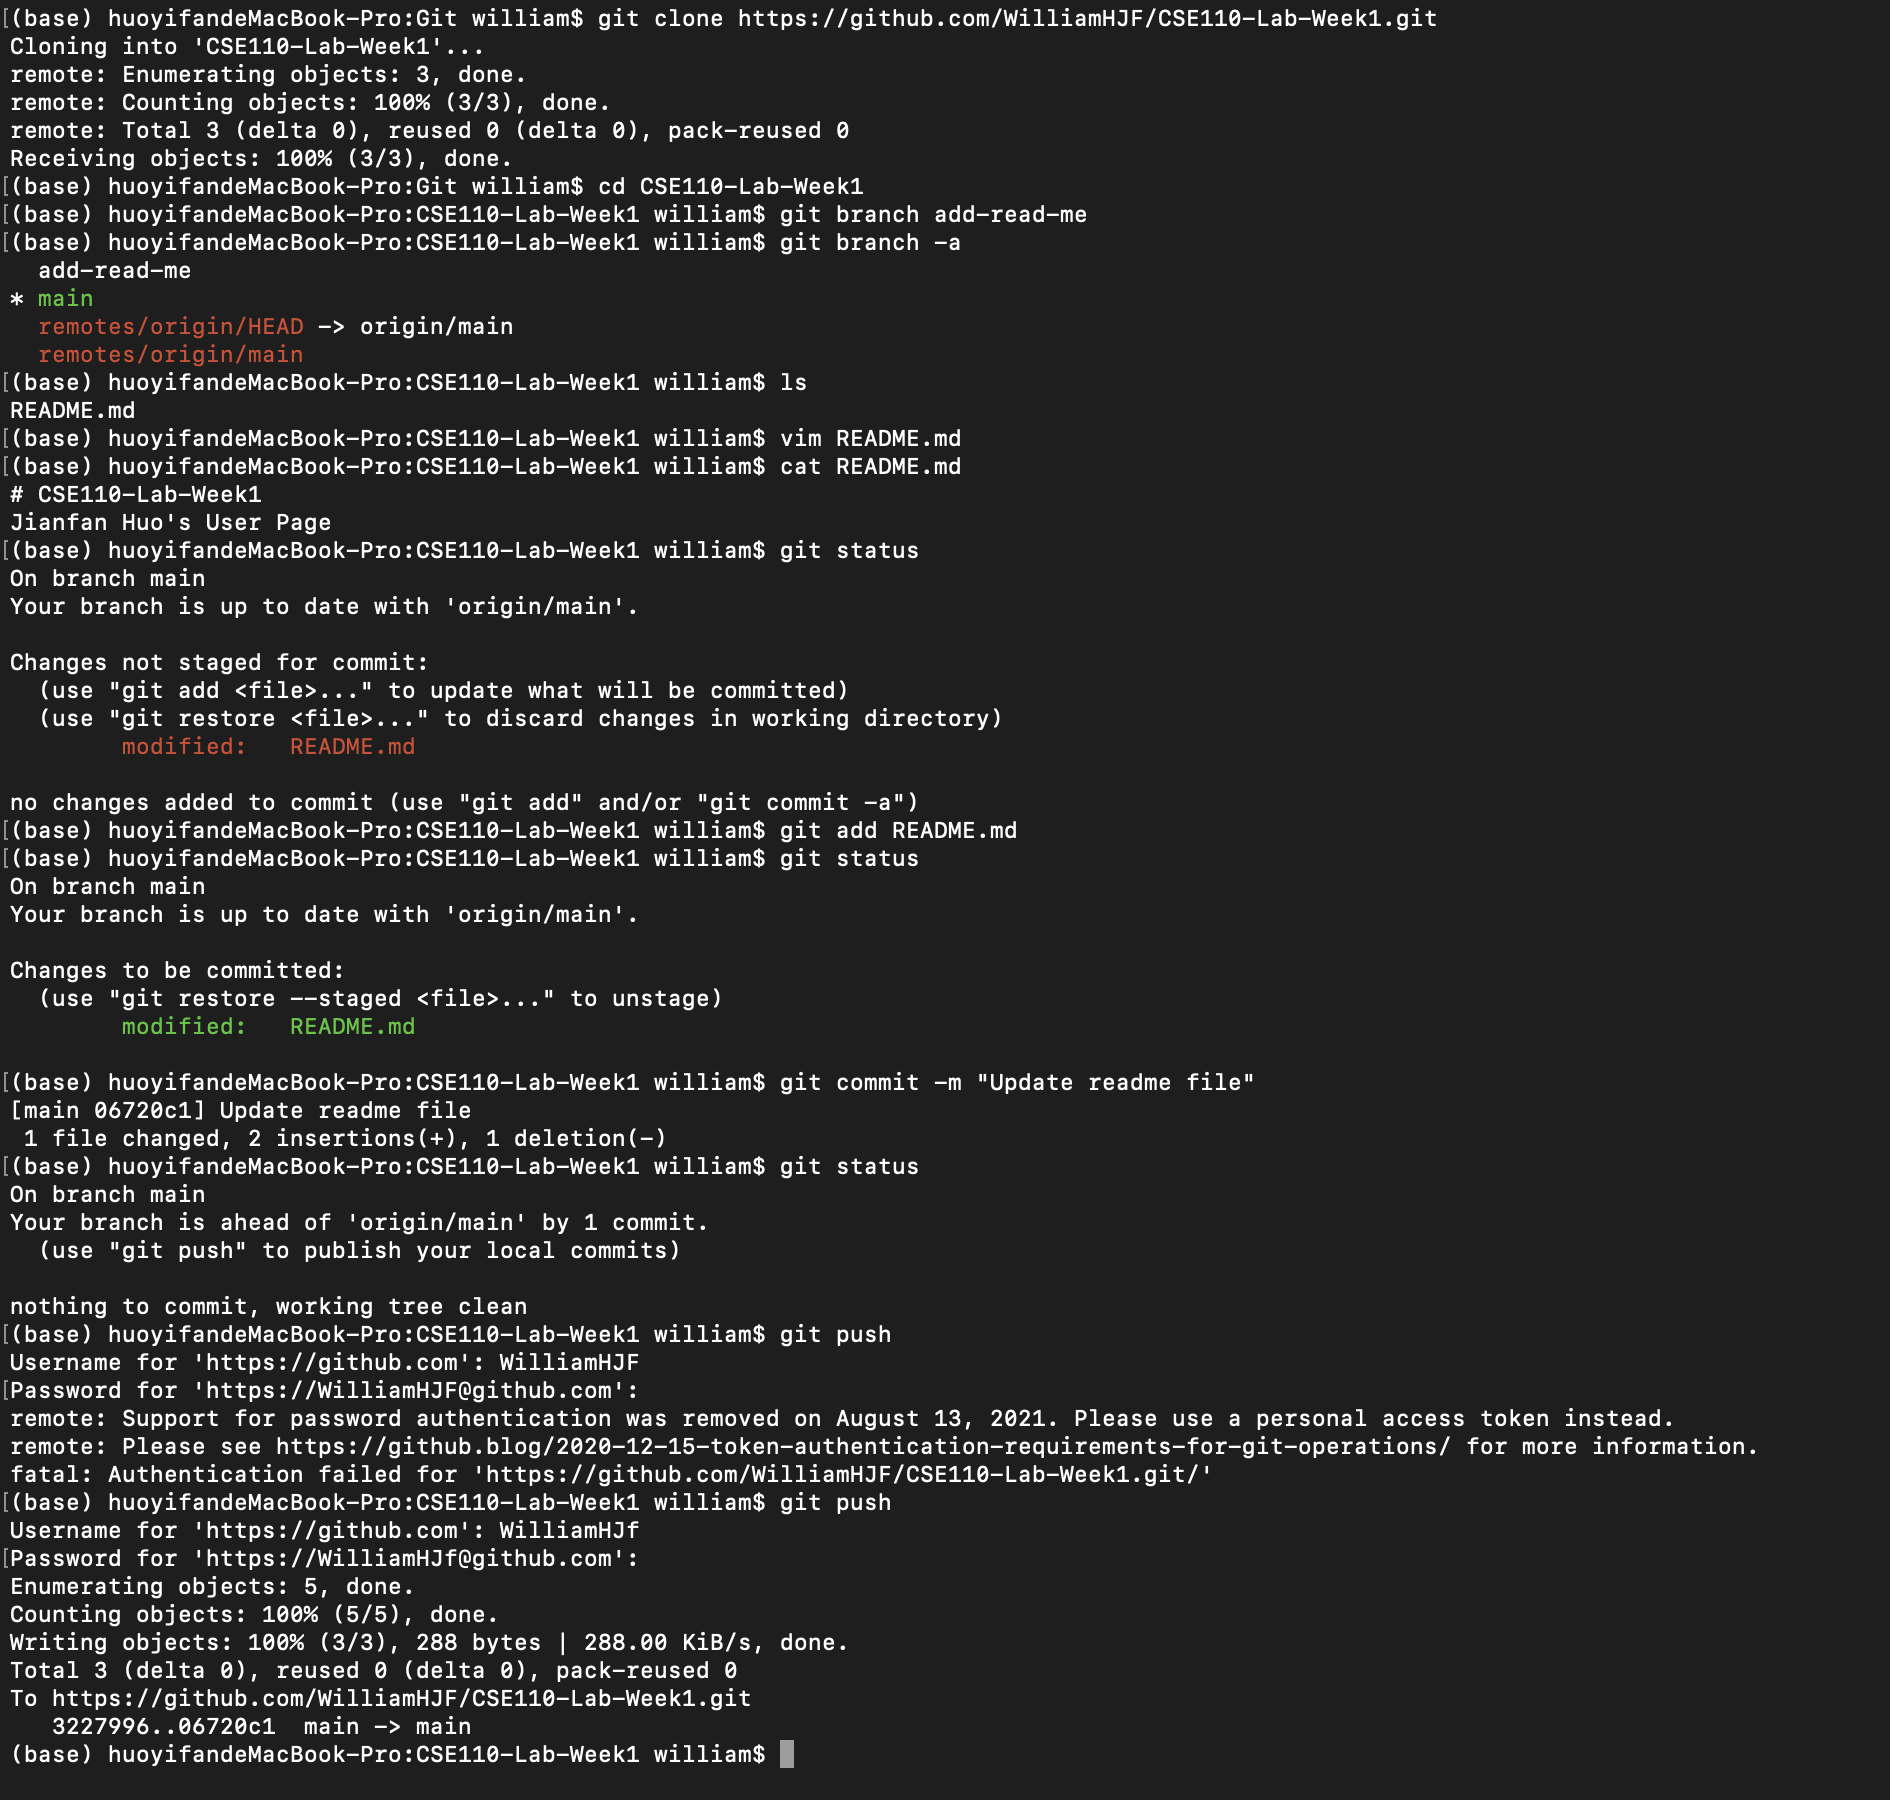 [(base) huoyifandeMacBook-Pro:Git william$ git clone https://github.com/WilliamHJF/CSE110-Lab-Week1.git
Cloning into 'CSE110-Lab-Week1'...
remote: Enumerating objects: 3, done.
remote: Counting objects: 100% (3/3), done.
remote: Total 3 (delta 0), reused 0 (delta 0), pack-reused 0
Receiving objects: 100% (3/3), done.
[(base) huoyifandeMacBook-Pro:Git william$ cd CSE110-Lab-Week1
[(base) huoyifandeMacBook-Pro:CSE110-Lab-Week1 william$ git branch add-read-me
[(base) huoyifandeMacBook-Pro:CSE110-Lab-Week1 william$ git branch -a
  add-read-me
* main
  remotes/origin/HEAD -> origin/main
  remotes/origin/main
[(base) huoyifandeMacBook-Pro:CSE110-Lab-Week1 william$ ls
README.md
[(base) huoyifandeMacBook-Pro:CSE110-Lab-Week1 william$ vim README.md
[(base) huoyifandeMacBook-Pro:CSE110-Lab-Week1 william$ cat README.md
# CSE110-Lab-Week1
Jianfan Huo's User Page
[(base) huoyifandeMacBook-Pro:CSE110-Lab-Week1 william$ git status
On branch main
Your branch is up to date with 'origin/main'.

Changes not staged for commit:
  (use "git add <file>..." to update what will be committed)
  (use "git restore <file>..." to discard changes in working directory)
        modified:   README.md

no changes added to commit (use "git add" and/or "git commit -a")
[(base) huoyifandeMacBook-Pro:CSE110-Lab-Week1 william$ git add README.md
[(base) huoyifandeMacBook-Pro:CSE110-Lab-Week1 william$ git status
On branch main
Your branch is up to date with 'origin/main'.

Changes to be committed:
  (use "git restore --staged <file>..." to unstage)
        modified:   README.md

[(base) huoyifandeMacBook-Pro:CSE110-Lab-Week1 william$ git commit -m "Update readme file"
[main 06720c1] Update readme file
 1 file changed, 2 insertions(+), 1 deletion(-)
[(base) huoyifandeMacBook-Pro:CSE110-Lab-Week1 william$ git status
On branch main
Your branch is ahead of 'origin/main' by 1 commit.
  (use "git push" to publish your local commits)

nothing to commit, working tree clean
[(base) huoyifandeMacBook-Pro:CSE110-Lab-Week1 william$ git push
Username for 'https://github.com': WilliamHJF
[Password for 'https://WilliamHJF@github.com':
remote: Support for password authentication was removed on August 13, 2021. Please use a personal access token instead.
remote: Please see https://github.blog/2020-12-15-token-authentication-requirements-for-git-operations/ for more information.
fatal: Authentication failed for 'https://github.com/WilliamHJF/CSE110-Lab-Week1.git/'
[(base) huoyifandeMacBook-Pro:CSE110-Lab-Week1 william$ git push
Username for 'https://github.com': WilliamHJf
[Password for 'https://WilliamHJf@github.com':
Enumerating objects: 5, done.
Counting objects: 100% (5/5), done.
Writing objects: 100% (3/3), 288 bytes | 288.00 KiB/s, done.
Total 3 (delta 0), reused 0 (delta 0), pack-reused 0
To https://github.com/WilliamHJF/CSE110-Lab-Week1.git
   3227996..06720c1  main -> main
(base) huoyifandeMacBook-Pro:CSE110-Lab-Week1 william$